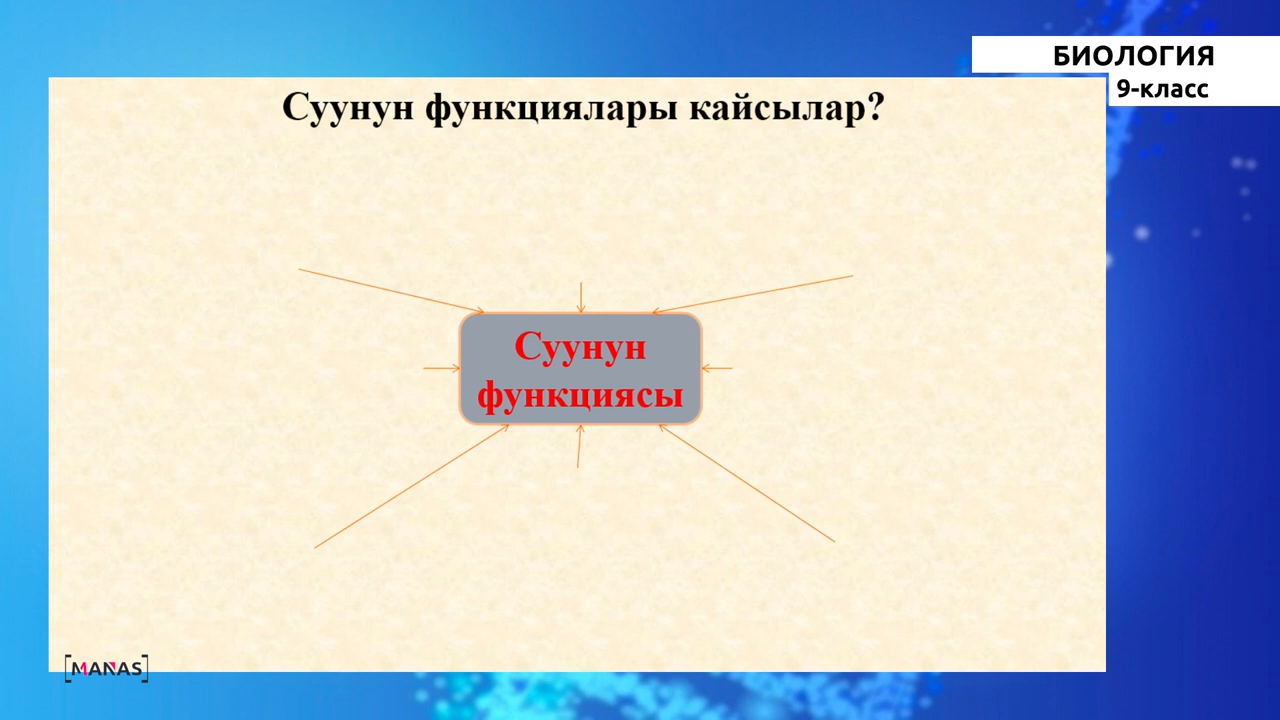 БИОЛОГИЯ
9-класс
Суунун функциялары кайсылар?
Суунун
функциясы
[MANAS]